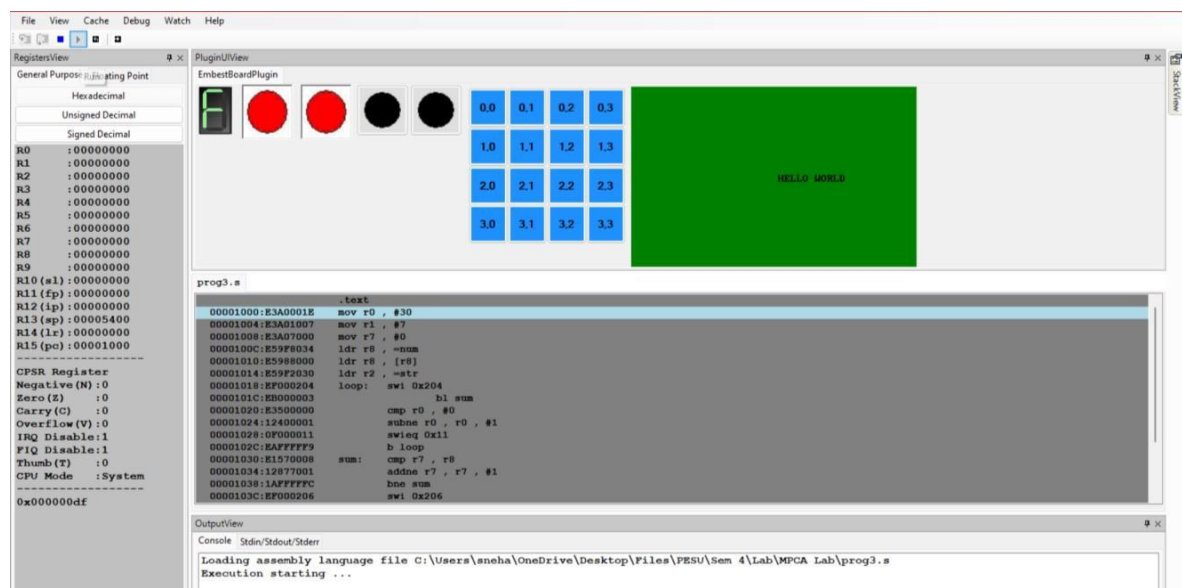 File View Cache Debug Watch Help
RegistersView
General Purpose Floating Point
Run
Hexadecimal
Unsigned Decimal
Signed Decimal
R0 :00000000
R1 :00000000
R2 :00000000
R3 :00000000
R4 :00000000
R5 :00000000
R6 :00000000
R7 :00000000
R8 :00000000
R9 :00000000
R10(sl):00000000
R11(fp):00000000
R12(ip):00000000
R13(sp):00005400
R14(lr):00000000
R15(pc):00001000
CPSR Register
Negative(N):0
Zero(Z) :0
Carry(C) :0
Overflow(V):0
IRQ Disable:1
FIQ Disable:1
Thumb(T) :0
CPU Mode :System
0x000000df
PluginUIView
EmbestBoardPlugin
0,0 0,1 0,2 0,3
1,0 1,1 1,2 1,3
2,0 2,1 2,2 2,3
3,0 3,1 3,2 3,3
HELLO WORLD
StackView
prog3.s
.text
00001000:E3A0001E mov r0 , #30
00001004:E3A01007 mov r1 , #7
00001008:E3A07000 mov r7 , #0
0000100C:E59F8034 ldr r8 , =num
00001010:E5988000 ldr r8 , [r8]
00001014:E59F2030 ldr r2 , =str
00001018:EF000204 loop: swi 0x204
0000101C:EB000003 bl sum
00001020:E3500000 cmp r0 , #0
00001024:12400001 subne r0 , r0 , #1
00001028:0F000011 swieq 0x11
0000102C:EAFFFFF9 b loop
00001030:E1570008 sum: cmp r7 , r8
00001034:12877001 addne r7 , r7 , #1
00001038:1AFFFFFC bne sum
0000103C:EF000206 swi 0x206
OutputView
Console Stdin/Stdout/Stderr
Loading assembly language file C:\Users\sneha\OneDrive\Desktop\Files\PESU\Sem 4\Lab\MPCA Lab\prog3.s
Execution starting ...